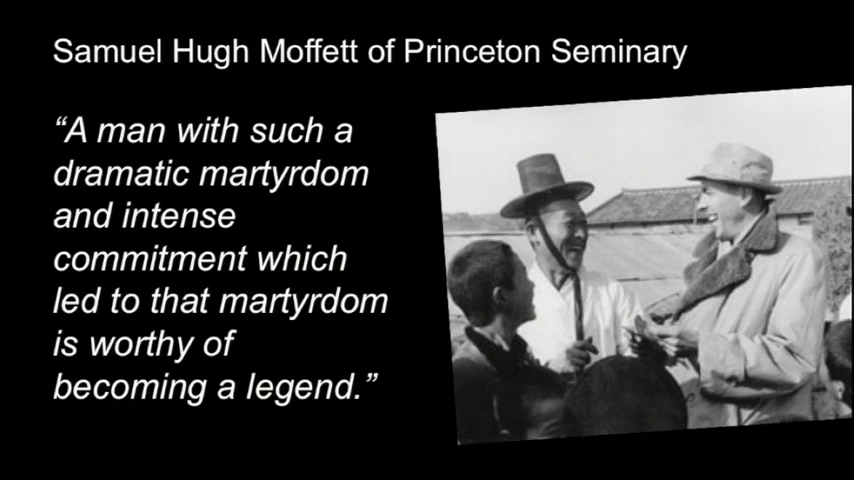 Samuel Hugh Moffett of Princeton Seminary
“A man with such a
dramatic martyrdom
and intense
commitment which
led to that martyrdom
is worthy of
becoming a legend.”